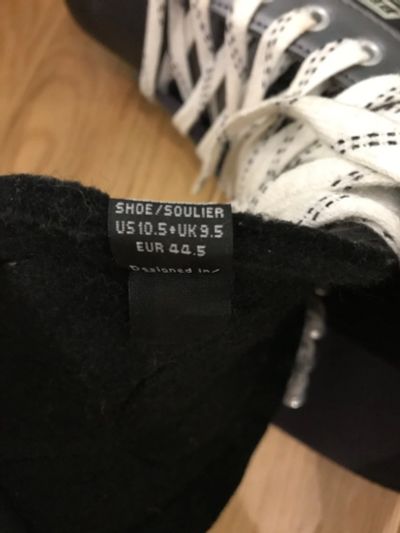 SHOE/SOULIER
US10.5•UK9.5
EUR 44.5
Designed in/